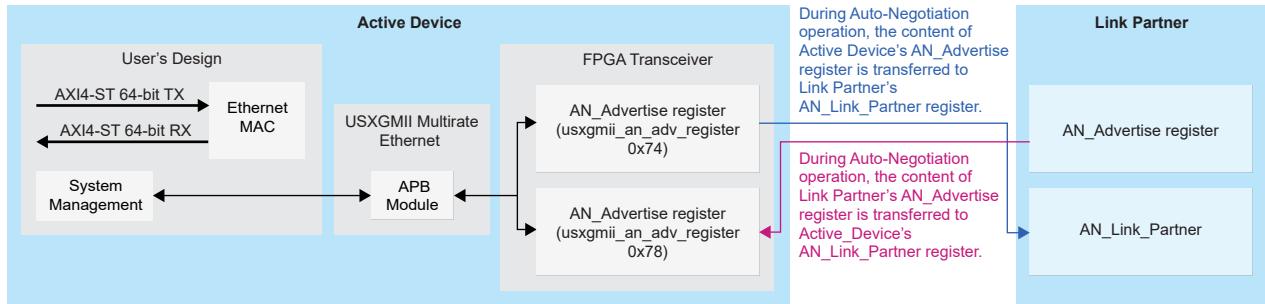 Active Device
User's Design
AXI4-ST 64-bit TX
AXI4-ST 64-bit RX
Ethernet
MAC
System
Management
USXGMII Multirate
Ethernet
APB
Module
FPGA Transceiver
AN_Advertise register
(usxgmii_an_adv_register
0x74)
AN_Advertise register
(usxgmii_an_adv_register
0x78)
During Auto-Negotiation
operation, the content of
Active Device's AN_Advertise
register is transferred to
Link Partner's
AN_Link_Partner register.
During Auto-Negotiation
operation, the content of
Link Partner's AN_Advertise
register is transferred to
Active_Device's
AN_Link_Partner register.
Link Partner
AN_Advertise register
AN_Link_Partner